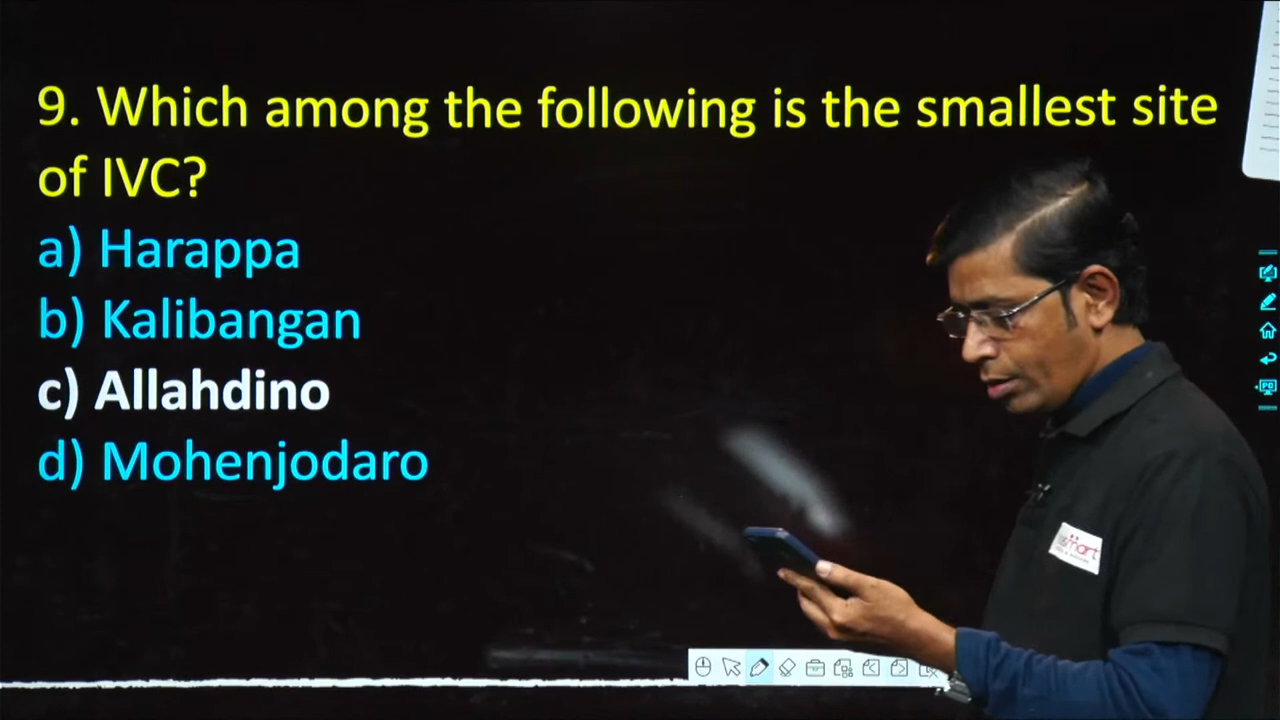 9. Which among the following is the smallest site
of IVC?
a) Harappa
b) Kalibangan
c) Allahdino
d) Mohenjodaro